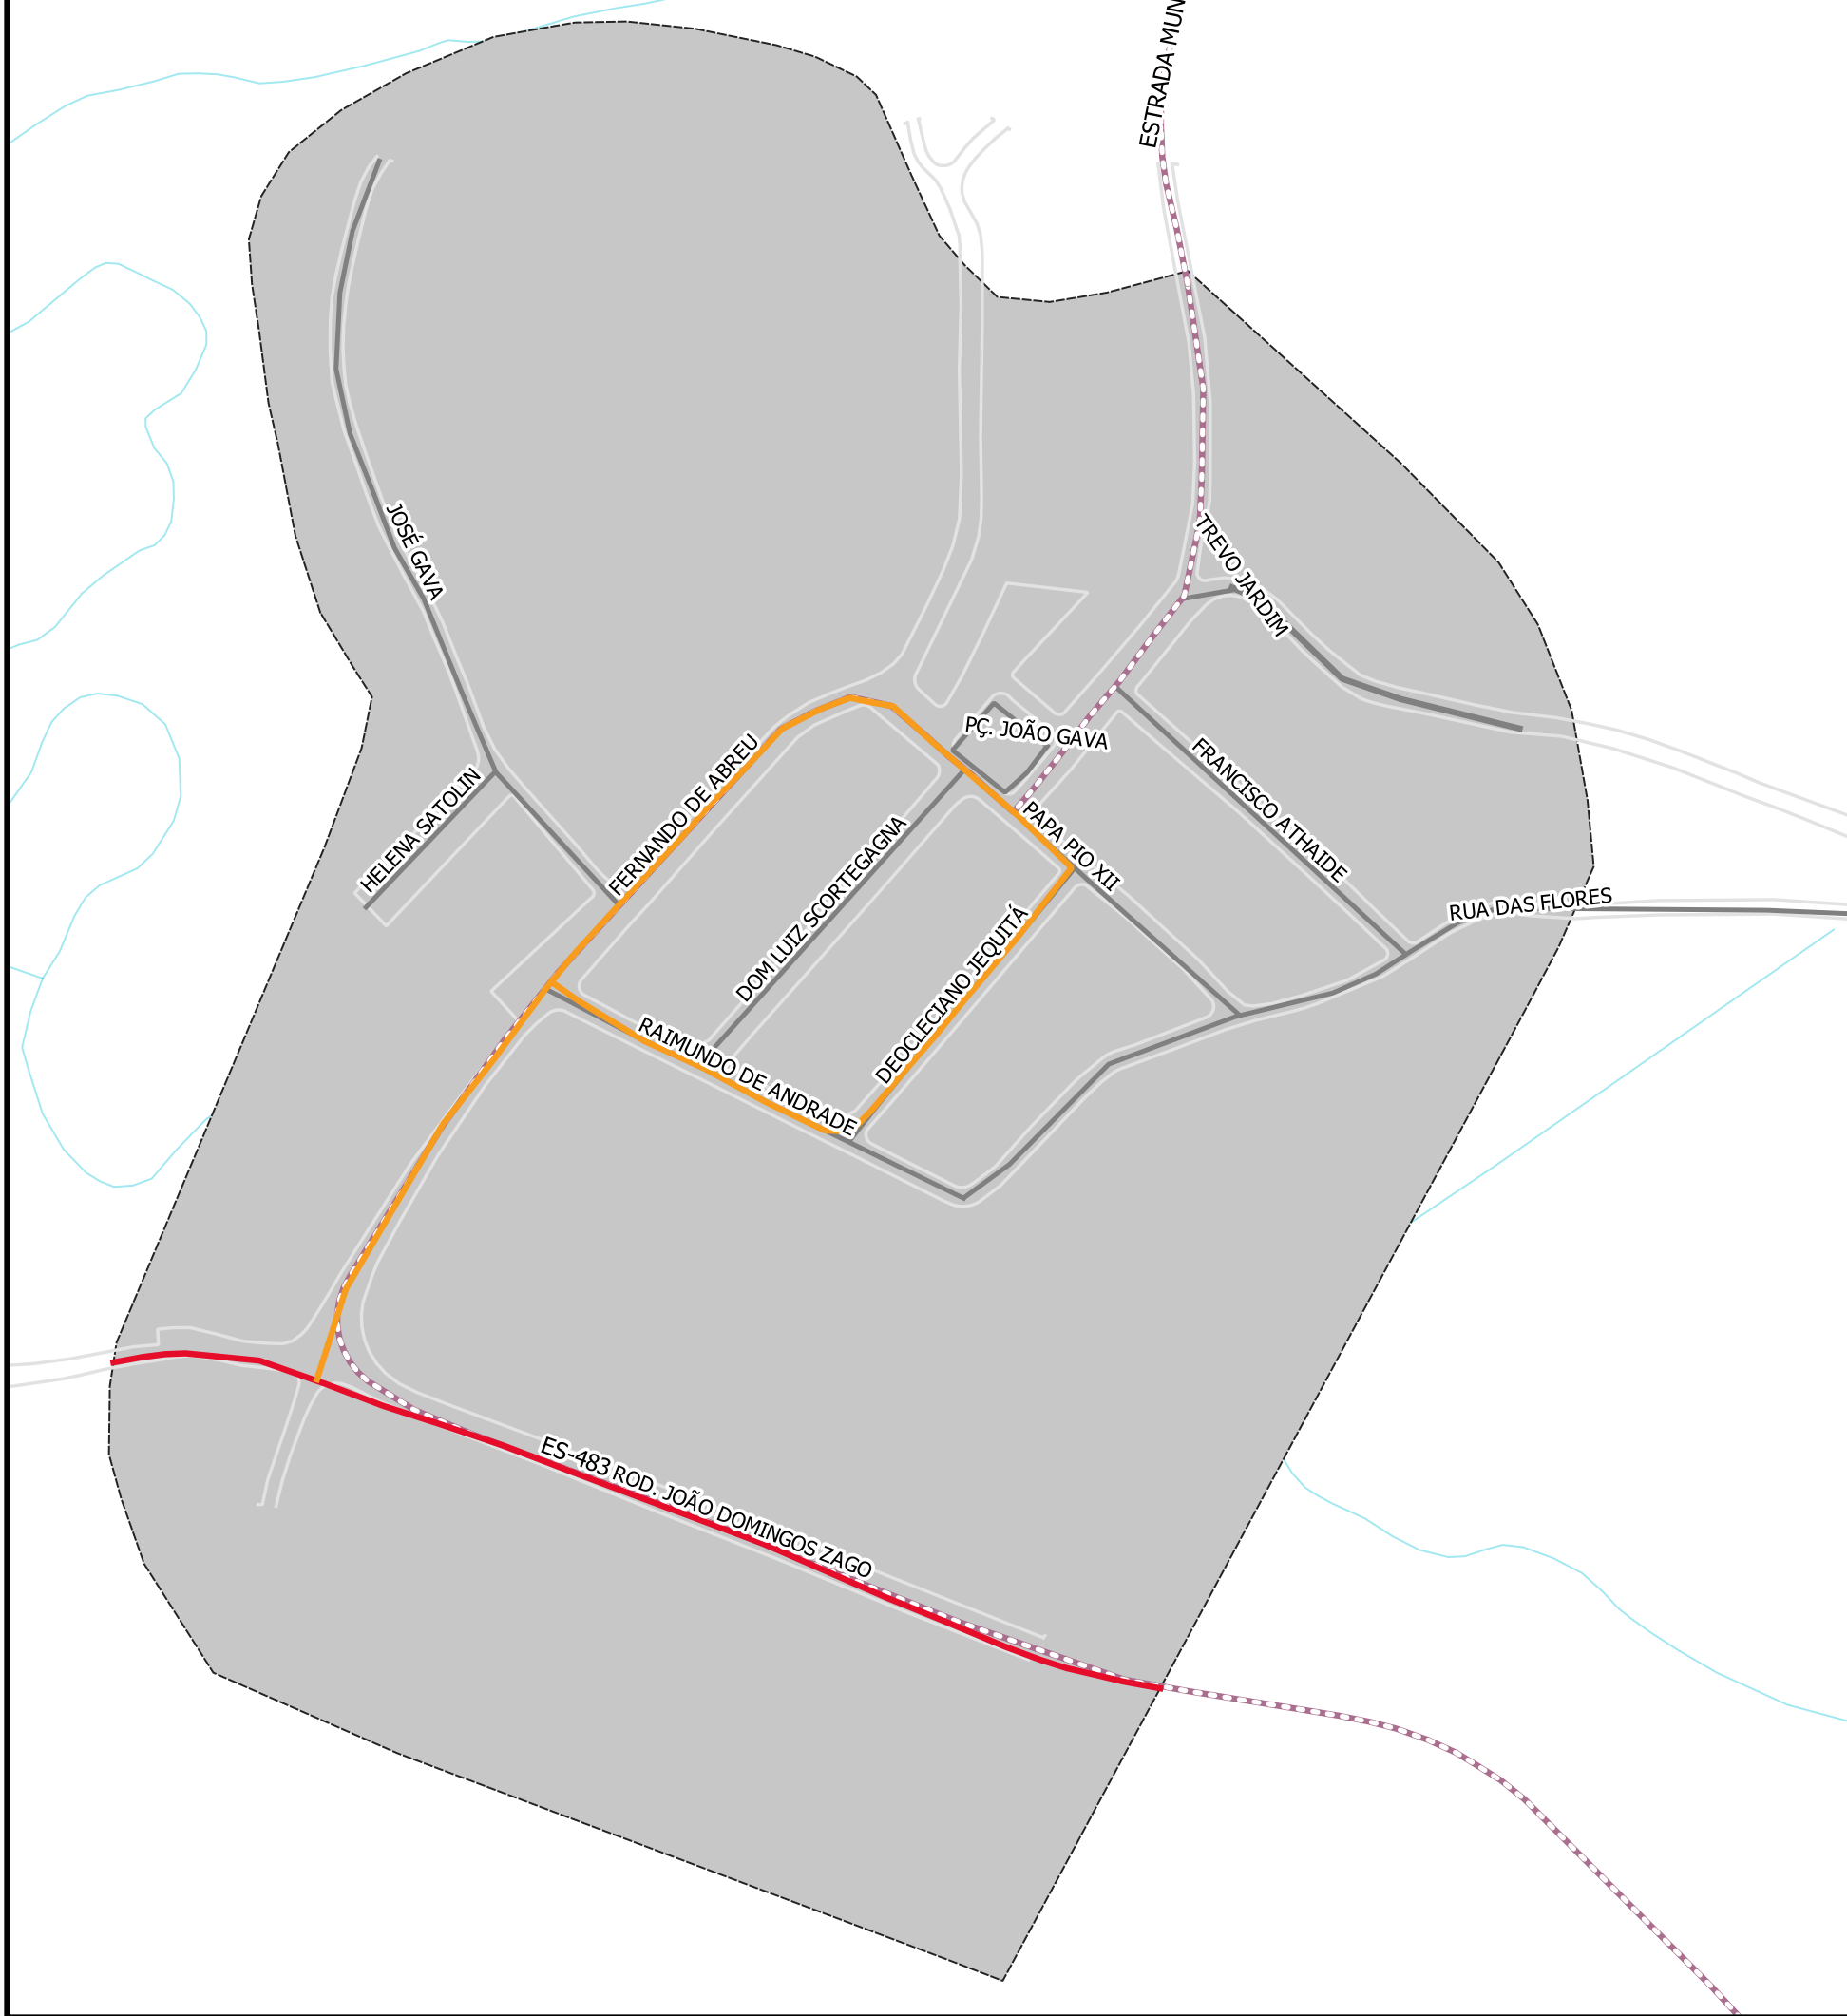 ESTRADA MUN
JOSÉ GAVA
TREVO JARDIM
PÇ. JOÃO GAVA
FRANCISCO ATHAIDE
HELENA SATOLIN
FERNANDO DE ABREU
PAPA PIO XII
DOM LUIZ SCORTEGAGNA
RUA DAS FLORES
DEOCLECIANO JEQUITÁ
RAIMUNDO DE ANDRADE
ES-483 ROD. JOÃO DOMINGOS ZAGO